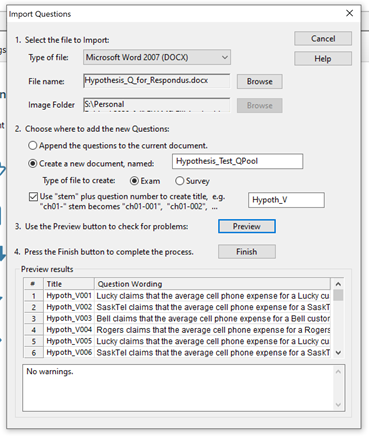 Import Questions
1. Select the file to Import:
Cancel
Type of file: Microsoft Word 2007 (DOCX)
Help
File name: Hypothesis_Q_for_Respondus.docx
Browse
Image Folder S:\Personal
Browse
2. Choose where to add the new Questions:
Append the questions to the current document.
Create a new document, named: Hypothesis_Test_QPool
Type of file to create: Exam Survey
Use "stem" plus question number to create title, e.g.
"ch01-" stem becomes "ch01-001", "ch01-002", ...
Hypoth_V
3. Use the Preview button to check for problems:
Preview
4. Press the Finish button to complete the process.
Finish
Preview results
# Title Question Wording
1 Hypoth_V001 Lucky claims that the average cell phone expense for a Lucky cu
2 Hypoth_V002 SaskTel claims that the average cell phone expense for a SaskT
3 Hypoth_V003 Bell claims that the average cell phone expense for a Bell custor
4 Hypoth_V004 Rogers claims that the average cell phone expense for a Rogers
5 Hypoth_V005 Lucky claims that the average cell phone expense for a Lucky cu
6 Hypoth_V006 SaskTel claims that the average cell phone expense for a SaskT
No warnings.